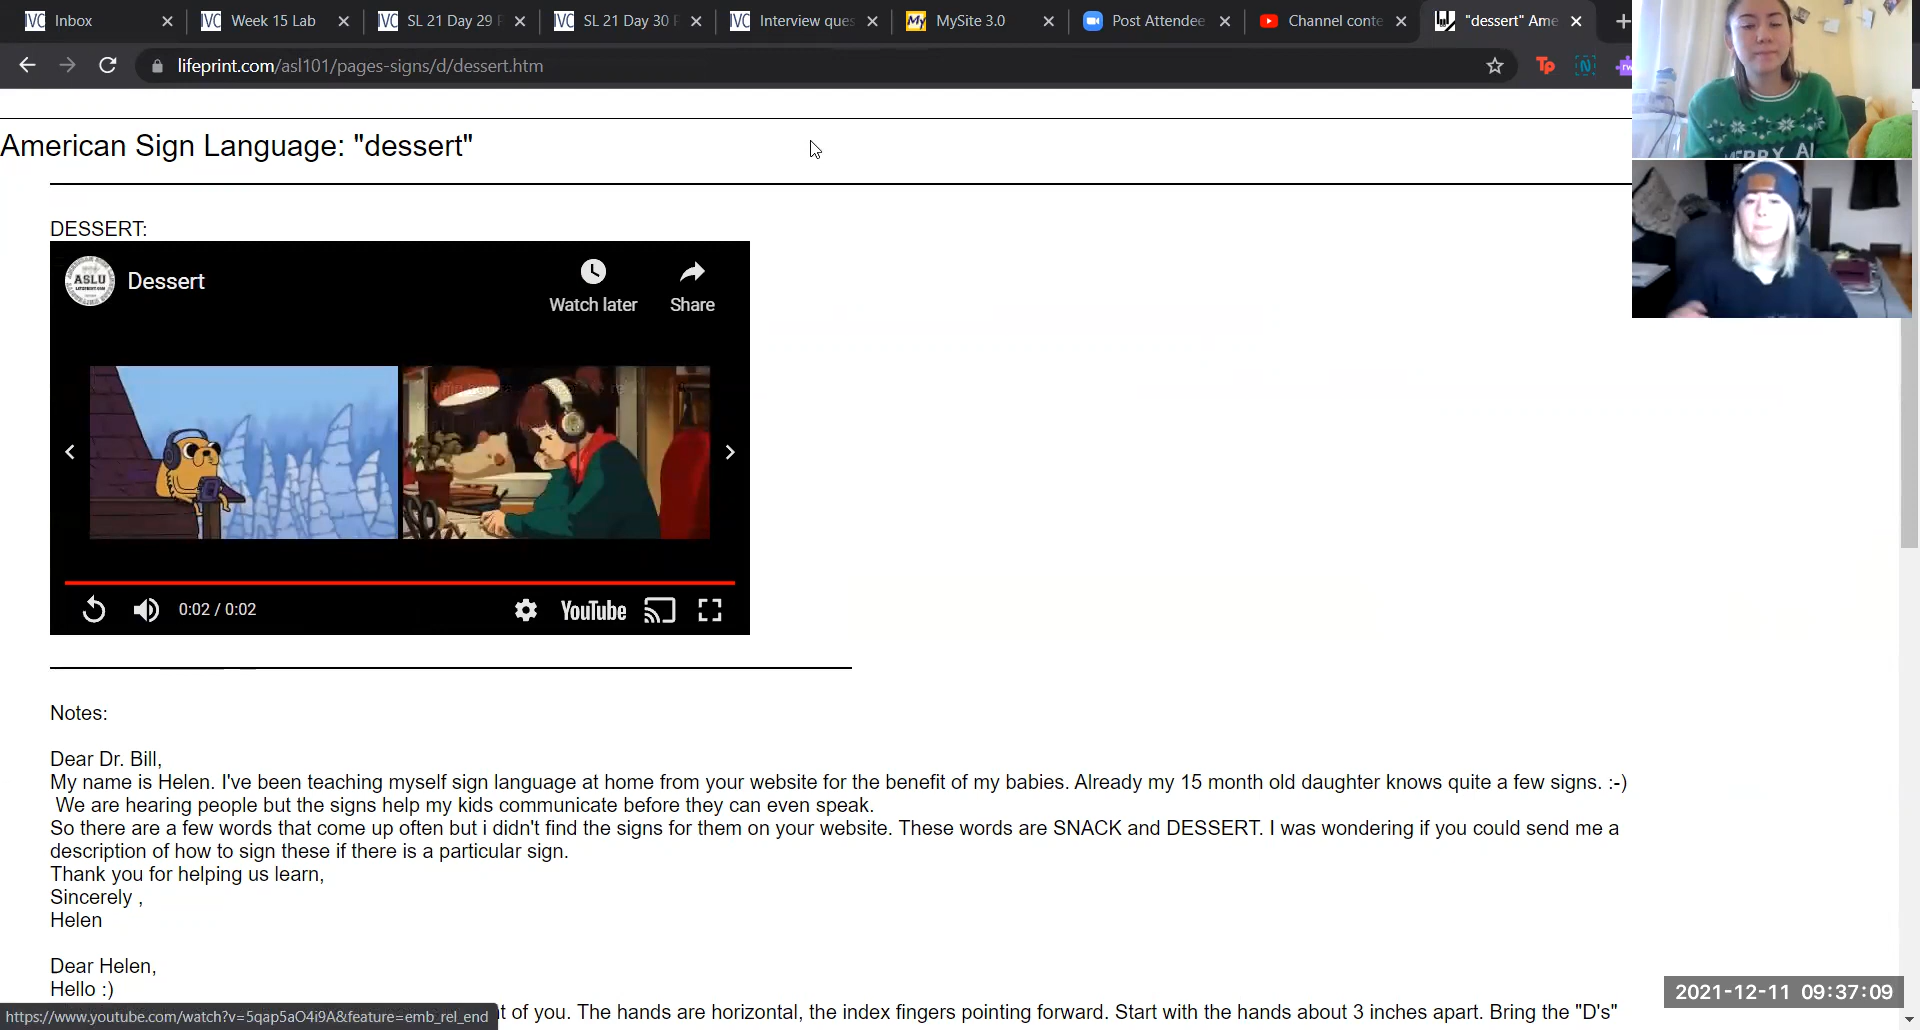 Inbox
Week 15 Lab
SL 21 Day 29
SL 21 Day 30
Interview ques
MySite 3.0
Post Attendee
Channel conte
"dessert" Ame
lifeprint.com/asl101/pages-signs/d/dessert.htm
American Sign Language: "dessert"
DESSERT:
ASLU
Dessert
Watch later
Share
0:02 / 0:02
YouTube
Notes:
Dear Dr. Bill,
My name is Helen. I've been teaching myself sign language at home from your website for the benefit of my babies. Already my 15 month old daughter knows quite a few signs. :-)
We are hearing people but the signs help my kids communicate before they can even speak.
So there are a few words that come up often but i didn't find the signs for them on your website. These words are SNACK and DESSERT. I was wondering if you could send me a
description of how to sign these if there is a particular sign.
Thank you for helping us learn,
Sincerely ,
Helen
Dear Helen,
Hello :)
t of you. The hands are horizontal, the index fingers pointing forward. Start with the hands about 3 inches apart. Bring the "D's"
https://www.youtube.com/watch?v=5qap5aO4i9A&feature=emb_rel_end
2021-12-11 09:37:09